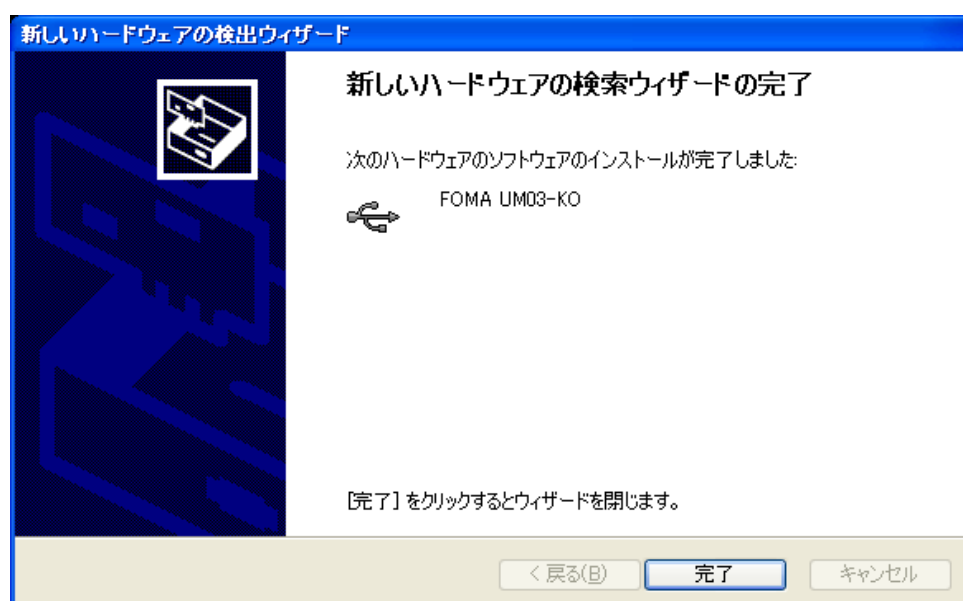 新しいハードウェアの検出ウィザード
新しいハードウェアの検索ウィザードの完了
次のハードウェアのソフトウェアのインストールが完了しました:
FOMA UM03-KO
[完了] をクリックするとウィザードを閉じます。
< 戻る(B) 完了 キャンセル